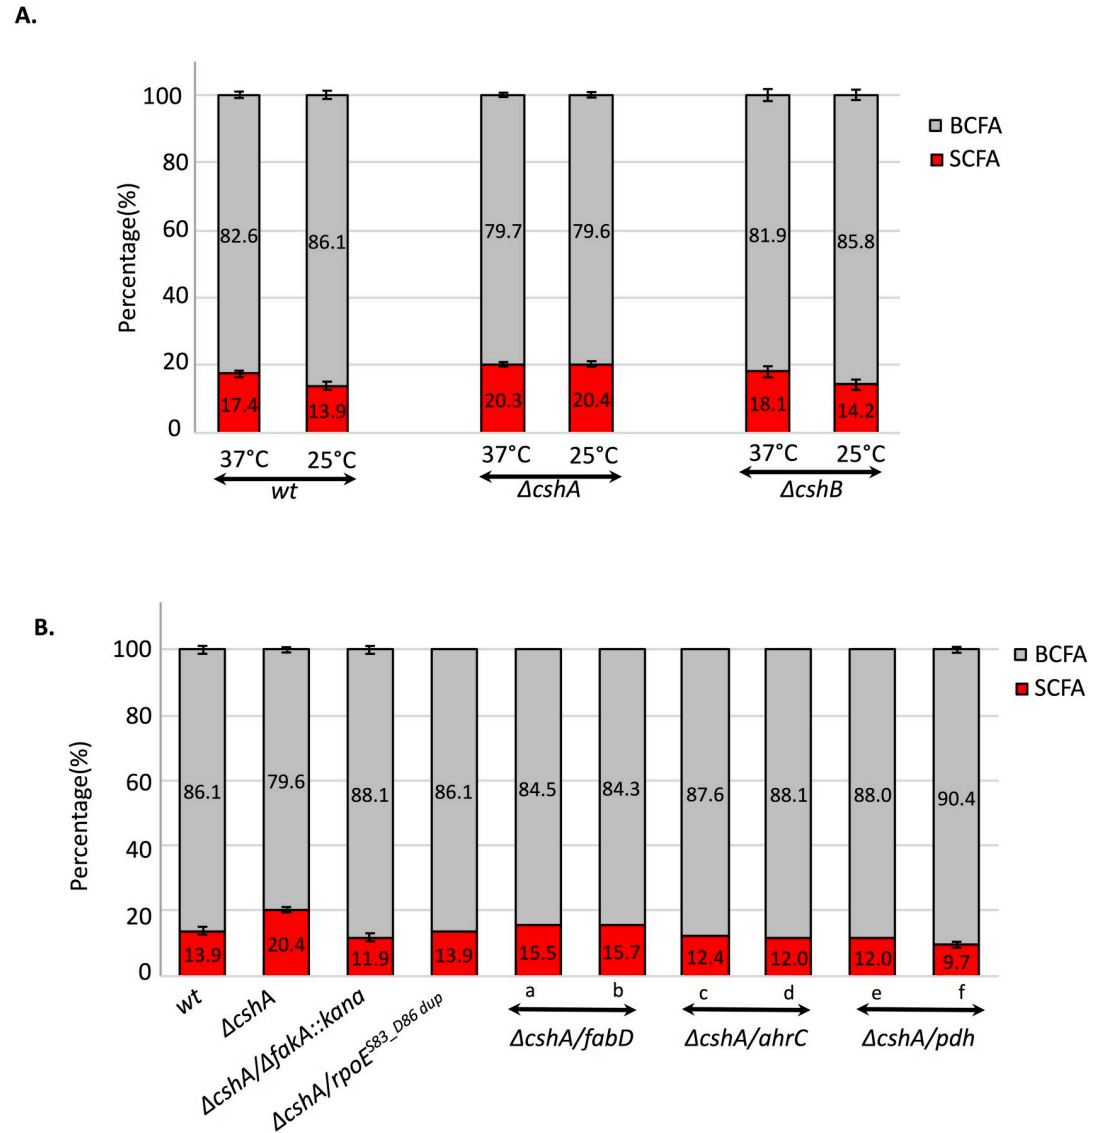 A.
Percentage(%)
100
80
60
40
20
0
82.6
86.1
79.7
79.6
81.9
85.8
17.4
13.9
20.3
20.4
18.1
14.2
BCFA
SCFA
37°C 25°C 37°C 25°C 37°C 25°C
wt ΔcshA ΔcshB
B.
Percentage(%)
100
80
60
40
20
0
86.1 79.6 88.1 86.1 84.5 84.3 87.6 88.1 88.0 90.4
13.9 20.4 11.9 13.9 15.5 15.7 12.4 12.0 12.0 9.7
BCFA
SCFA
a b c d e f
wt
ΔcshA
ΔcshA/ΔfakA::kana
ΔcshA/rpoE^S83_D86 dup
ΔcshA/fabD ΔcshA/ahrC ΔcshA/pdh